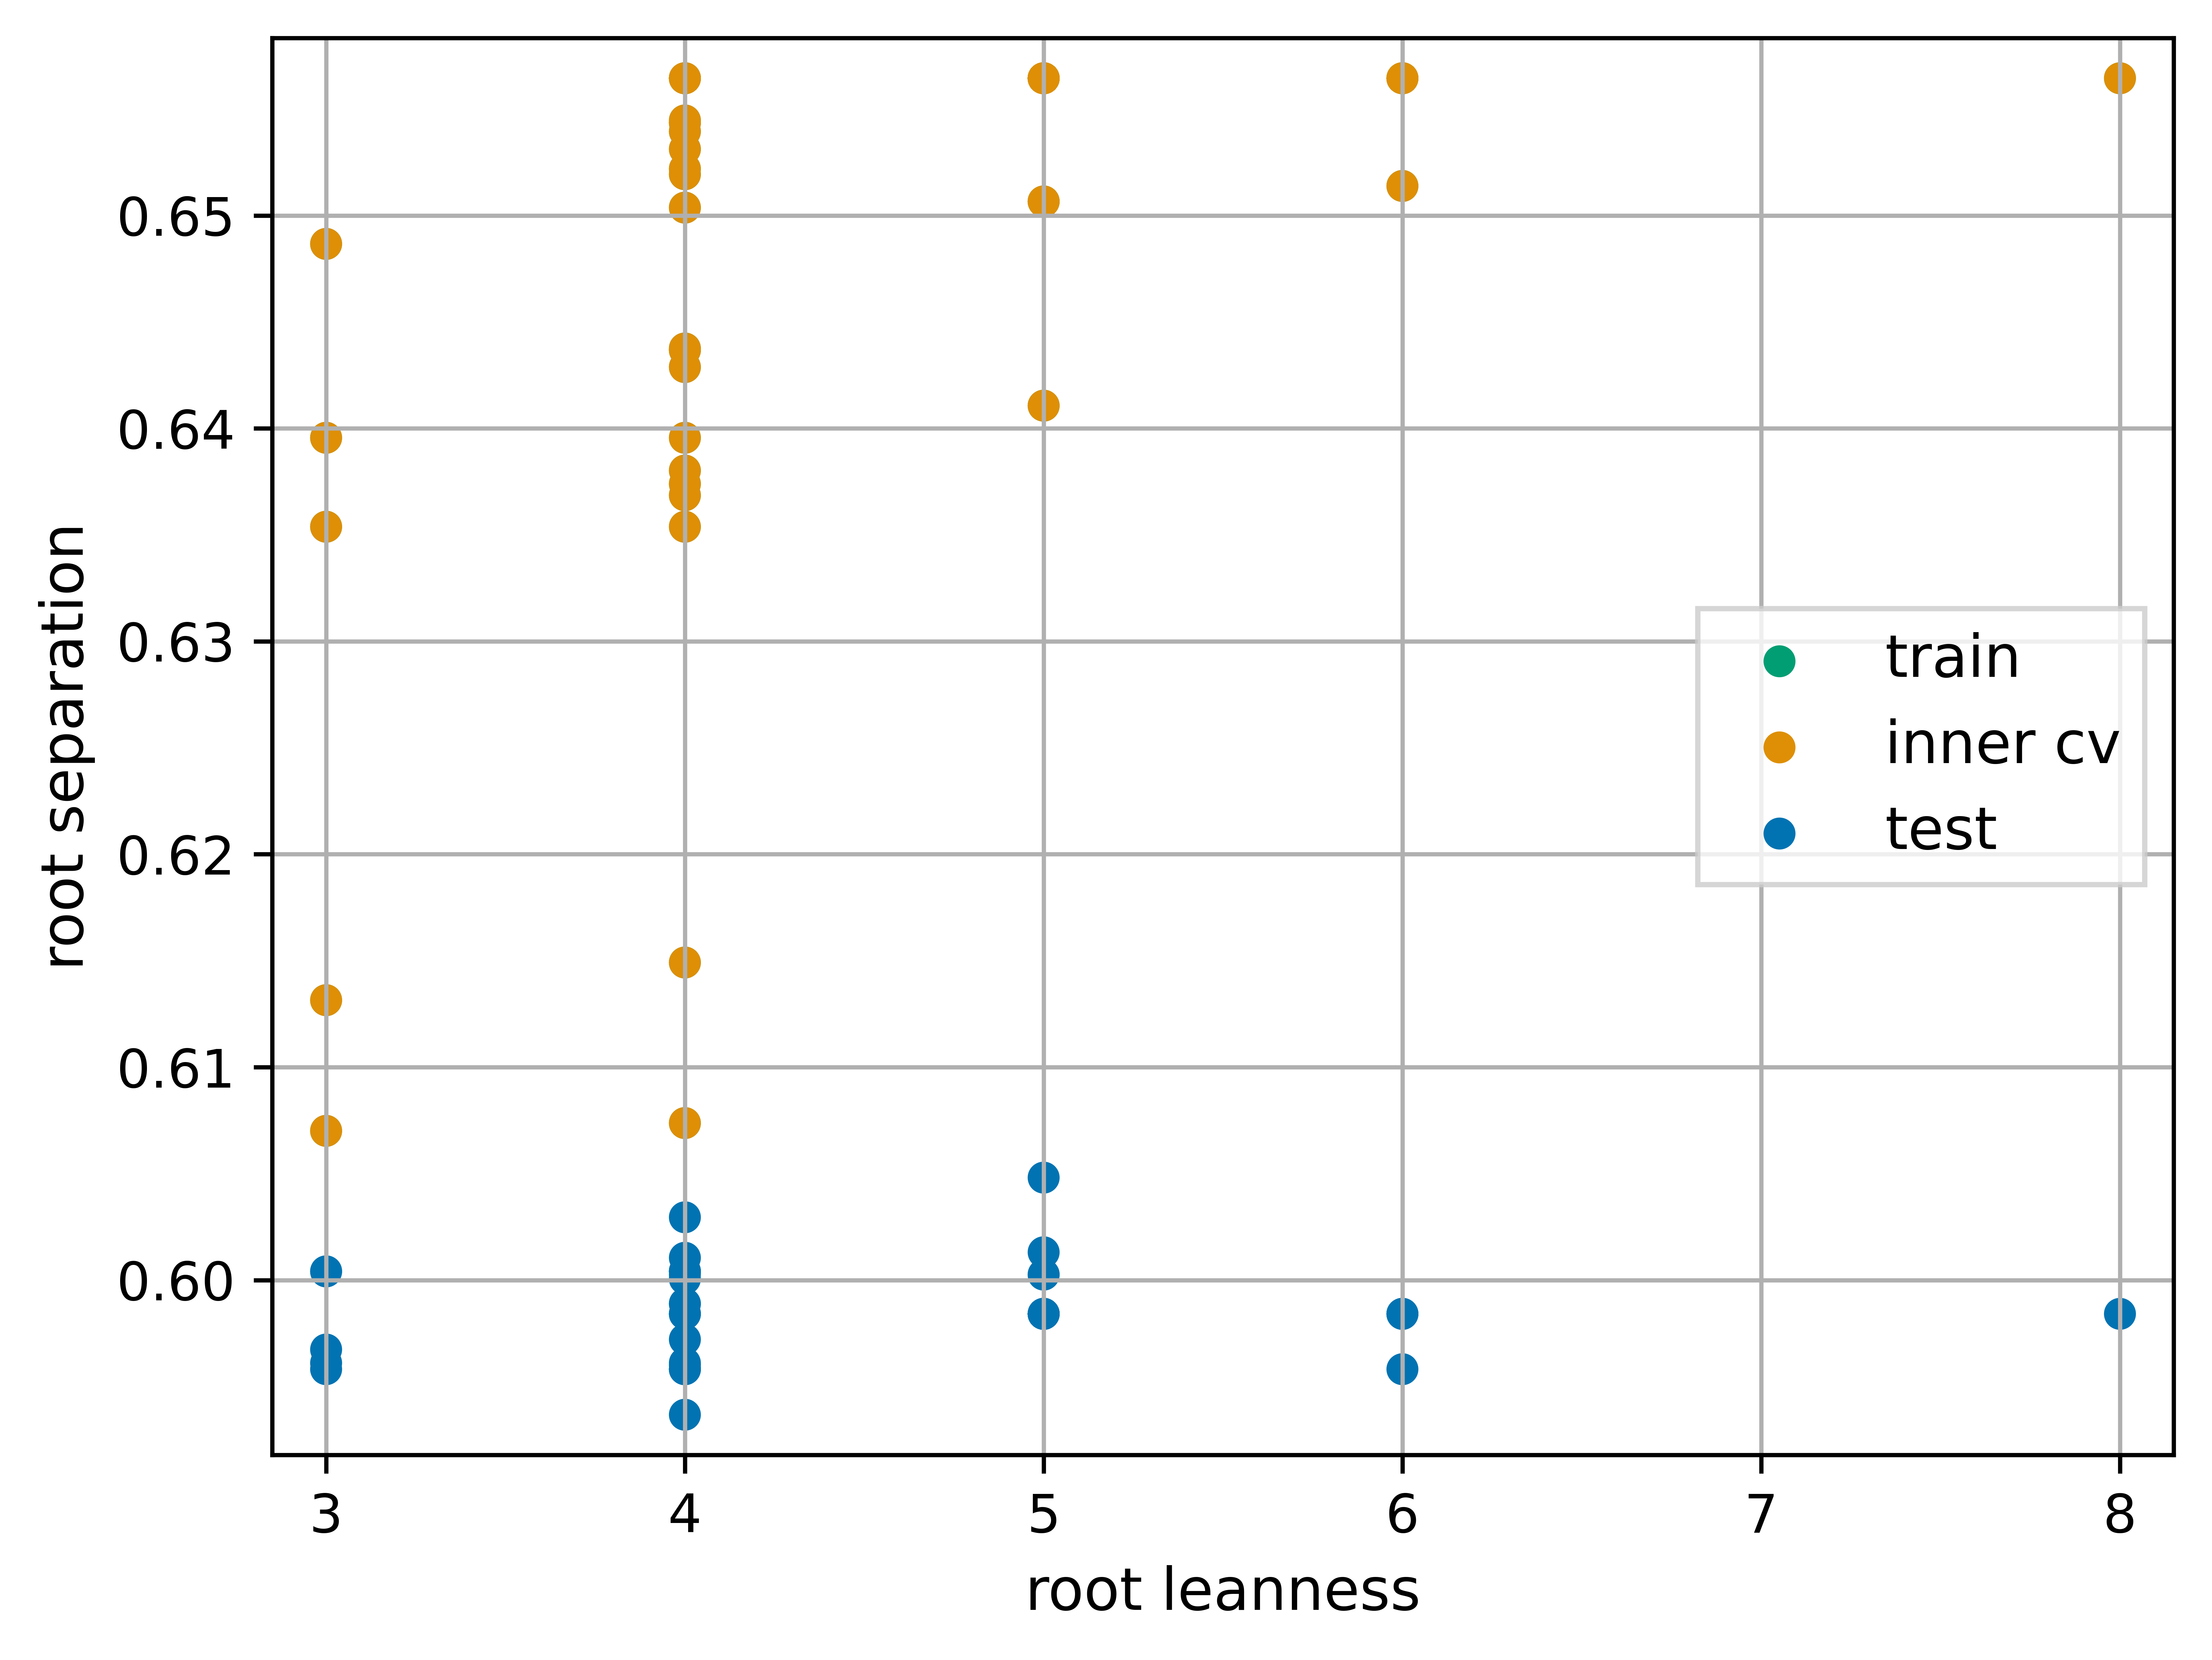 0.65
0.64
0.63
0.62
0.61
0.60
root separation
train
inner cv
test
3 4 5 6 7 8
root leanness